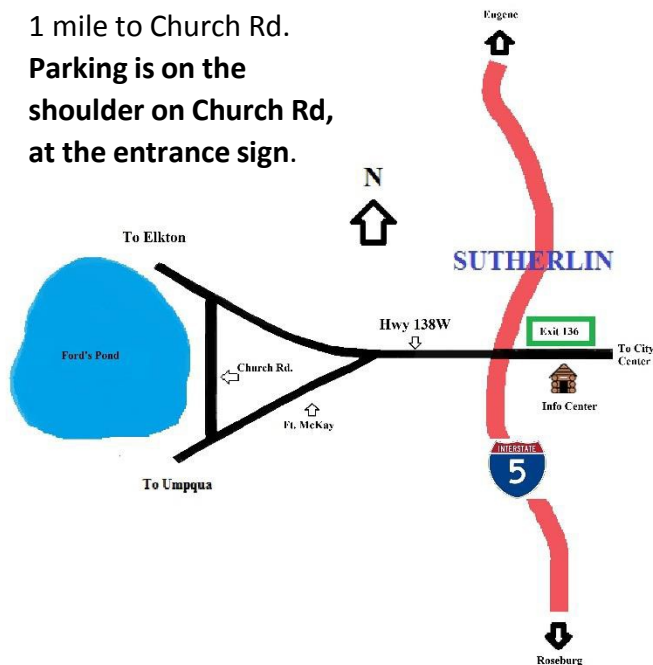 1 mile to Church Rd.
Parking is on the
shoulder on Church Rd,
at the entrance sign.
Eugene
N
To Elkton
SUTHERLIN
Hwy 138W
Exit 136
To City
Center
Ford's Pond
Church Rd.
Info Center
Ft. McKay
INTERSTATE
5
To Umpqua
Roseburg